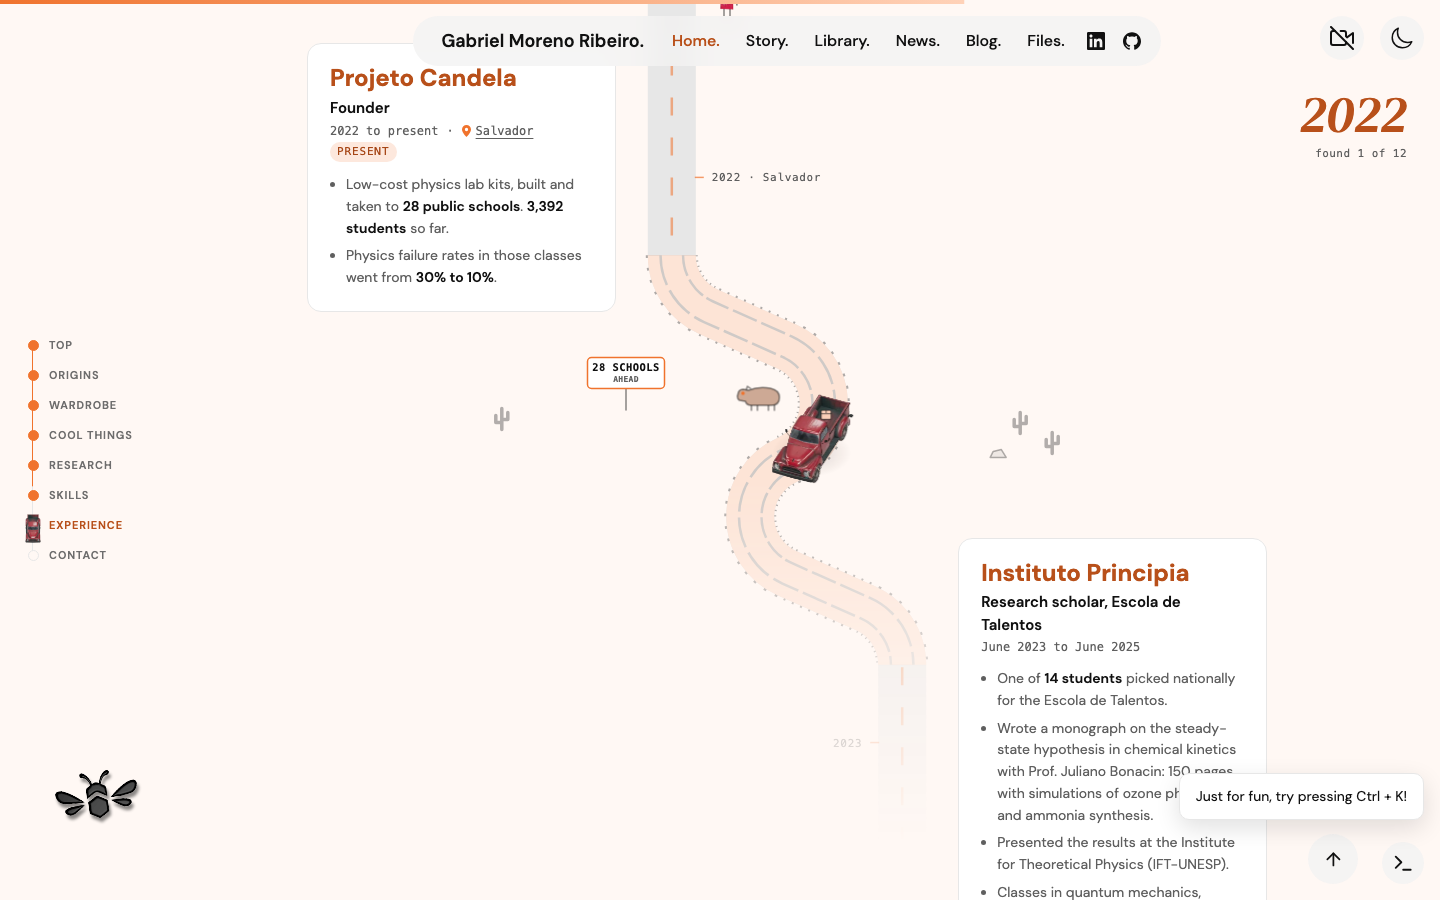 Gabriel Moreno Ribeiro.
Home. Story. Library. News. Blog. Files.
2022
found 1 of 12
Projeto Candela
Founder
2022 to present · Salvador
PRESENT
Low-cost physics lab kits, built and
taken to 28 public schools. 3,392
students so far.
Physics failure rates in those classes
went from 30% to 10%.
2022 · Salvador
TOP
ORIGINS
WARDROBE
COOL THINGS
RESEARCH
SKILLS
EXPERIENCE
CONTACT
28 SCHOOLS
AHEAD
2023
Instituto Principia
Research scholar, Escola de
Talentos
June 2023 to June 2025
One of 14 students picked nationally
for the Escola de Talentos.
Wrote a monograph on the steady-
state hypothesis in chemical kinetics
with Prof. Juliano Bonacin: 150 pages
with simulations of ozone
and ammonia synthesis.
Presented the results at the Institute
for Theoretical Physics (IFT-UNESP).
Classes in quantum mechanics,
Just for fun, try pressing Ctrl + K!